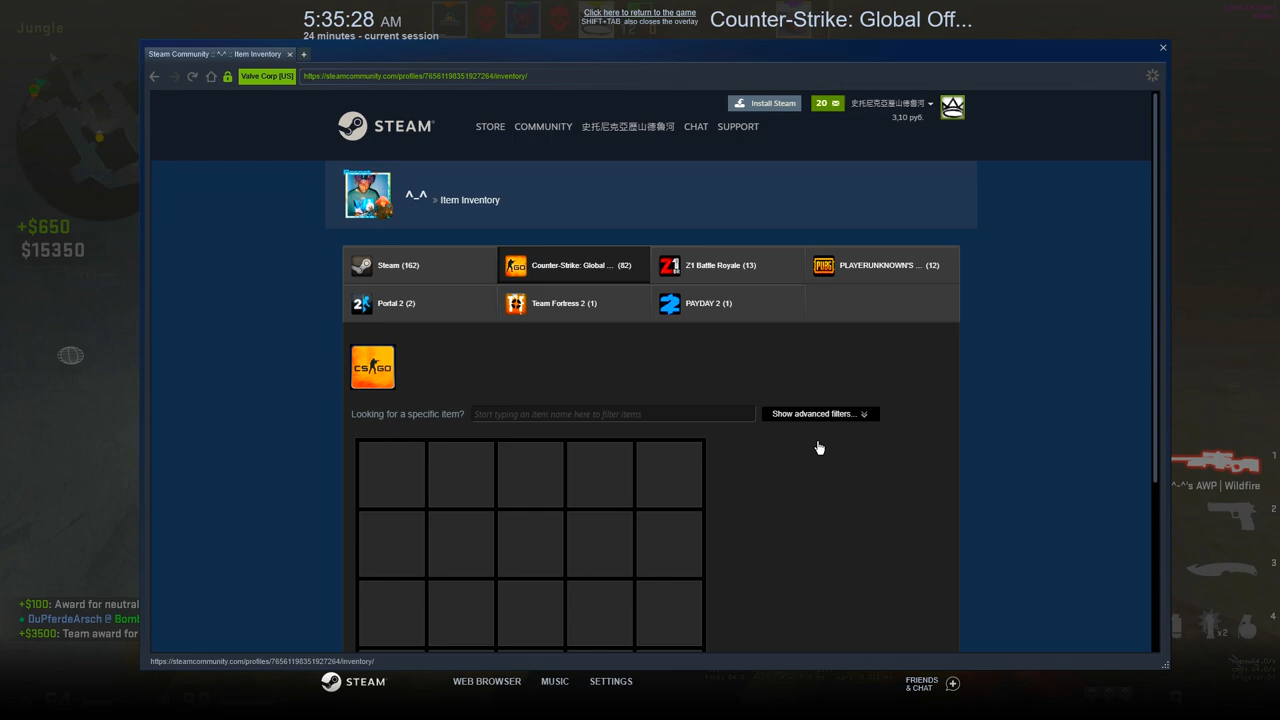 Jungle
5:35:28 AM
24 minutes - current session
Click here to return to the game
SHIFT+TAB also closes the overlay
Counter-Strike: Global Off...
Steam Community :: ^-^ :: Item Inventory
Valve Corp [US]
https://steamcommunity.com/profiles/76561198351927264/inventory/
Install Steam
20
史托尼克亞歷山德魯河
3,10 pуб.
STEAM
STORE COMMUNITY 史托尼克亞歷山德魯河 CHAT SUPPORT
^_^ » Item Inventory
+$650
$15350
Steam (162)
Counter-Strike: Global ... (82)
Z1 Battle Royale (13)
PLAYERUNKNOWN'S ... (12)
Portal 2 (2)
Team Fortress 2 (1)
PAYDAY 2 (1)
CS GO
Looking for a specific item?
Start typing an item name here to filter items
Show advanced filters...
1
^-^'s AWP | Wildfire
2
3
4
x2
+$100: Award for neutral
DuPferdeArsch @ Bomb
+$3500: Team award for
https://steamcommunity.com/profiles/76561198351927264/inventory/
STEAM
WEB BROWSER MUSIC SETTINGS
FRIENDS & CHAT